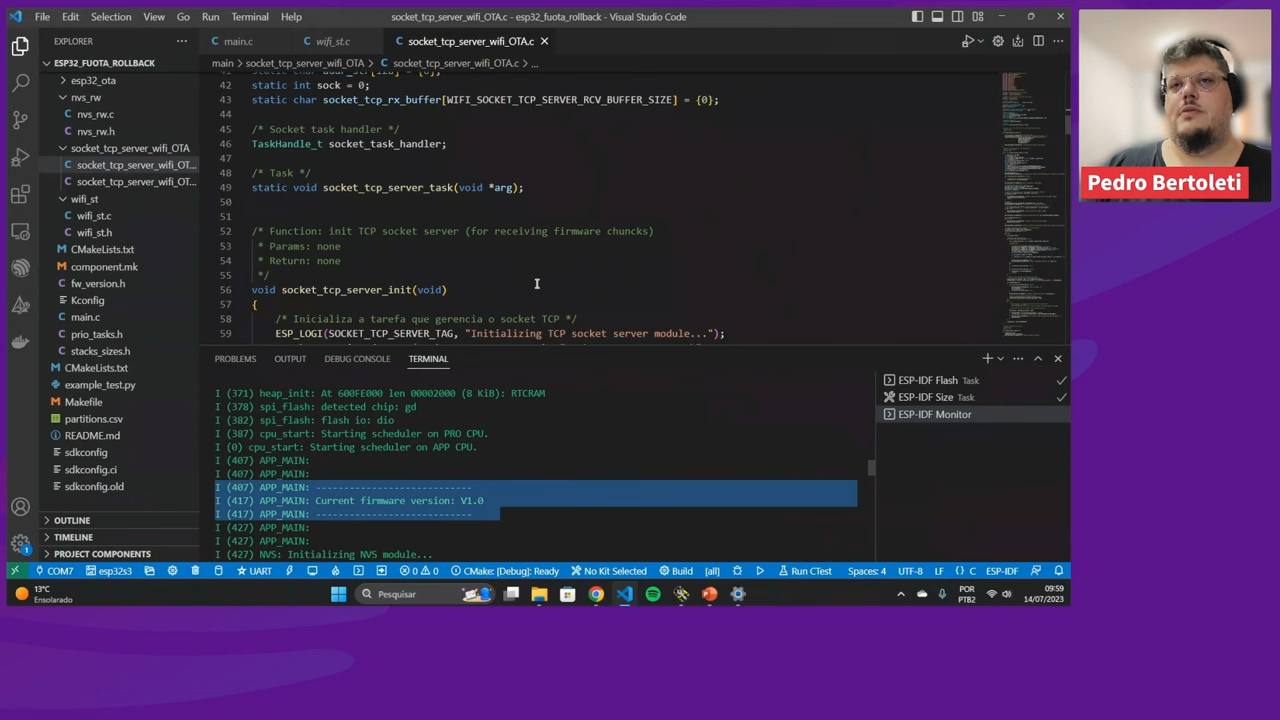 File Edit Selection View Go Run Terminal Help
socket_tcp_server_wifi_OTA.c - esp32_fuota_rollback - Visual Studio Code
EXPLORER
ESP32_FUOTA_ROLLBACK
esp32_ota
nvs_rw
nvs_rw.c
nvs_rw.h
socket_tcp_server_wifi_OTA
socket_tcp_server_wifi_OT...
socket_tcp_server_wifi_OT...
wifi_st
wifi_st.c
wifi_st.h
CMakeLists.txt
component.mk
fw_version.h
Kconfig
main.c
prio_tasks.h
stacks_sizes.h
CMakeLists.txt
example_test.py
Makefile
partitions.csv
README.md
sdkconfig
sdkconfig.ci
sdkconfig.old
OUTLINE
TIMELINE
PROJECT COMPONENTS
main.c
wifi_st.c
socket_tcp_server_wifi_OTA.c
main > socket_tcp_server_wifi_OTA > socket_tcp_server_wifi_OTA.c > ...
42 static int sock = 0;
43 static char socket_tcp_rx_buffer[WIFI_SOCKET_TCP_SERVER_RCV_BUFFER_SIZE] = {0};
44
45 /* Socket task handler */
46 TaskHandle_t socket_task_handler;
47
48 /* Task */
49 *arg);
50
51
52 TCP socket server (for receiving firmware chuncks)
53 * Params: none
54 * Return: none
55 */
56 (void)
57 {
58 /* Inicia a tarefa que gerencia o socket TCP */
59 "Initializing TCP socket server module...");
PROBLEMS OUTPUT DEBUG CONSOLE TERMINAL
I (371) heap_init: At 600FE000 len 00002000 (8 KiB): RTCRAM
I (378) spi_flash: detected chip: gd
I (382) spi_flash: flash io: dio
I (387) cpu_start: Starting scheduler on PRO CPU.
I (0) cpu_start: Starting scheduler on APP CPU.
I (407) APP_MAIN:
I (407) APP_MAIN:
I (407) APP_MAIN: ----------------------------
I (417) APP_MAIN: Current firmware version: V1.0
I (417) APP_MAIN: ----------------------------
I (427) APP_MAIN:
I (427) APP_MAIN:
I (427) NVS: Initializing NVS module...
ESP-IDF Flash Task
ESP-IDF Size Task
ESP-IDF Monitor
COM7 esp32s3 UART 0 0 CMake: [Debug]: Ready No Kit Selected Build [all] Run CTest Spaces: 4 UTF-8 LF {} C ESP-IDF
13°C
Ensolarado
Pesquisar
POR
PTB2
09:59
14/07/2023
Pedro Bertoleti